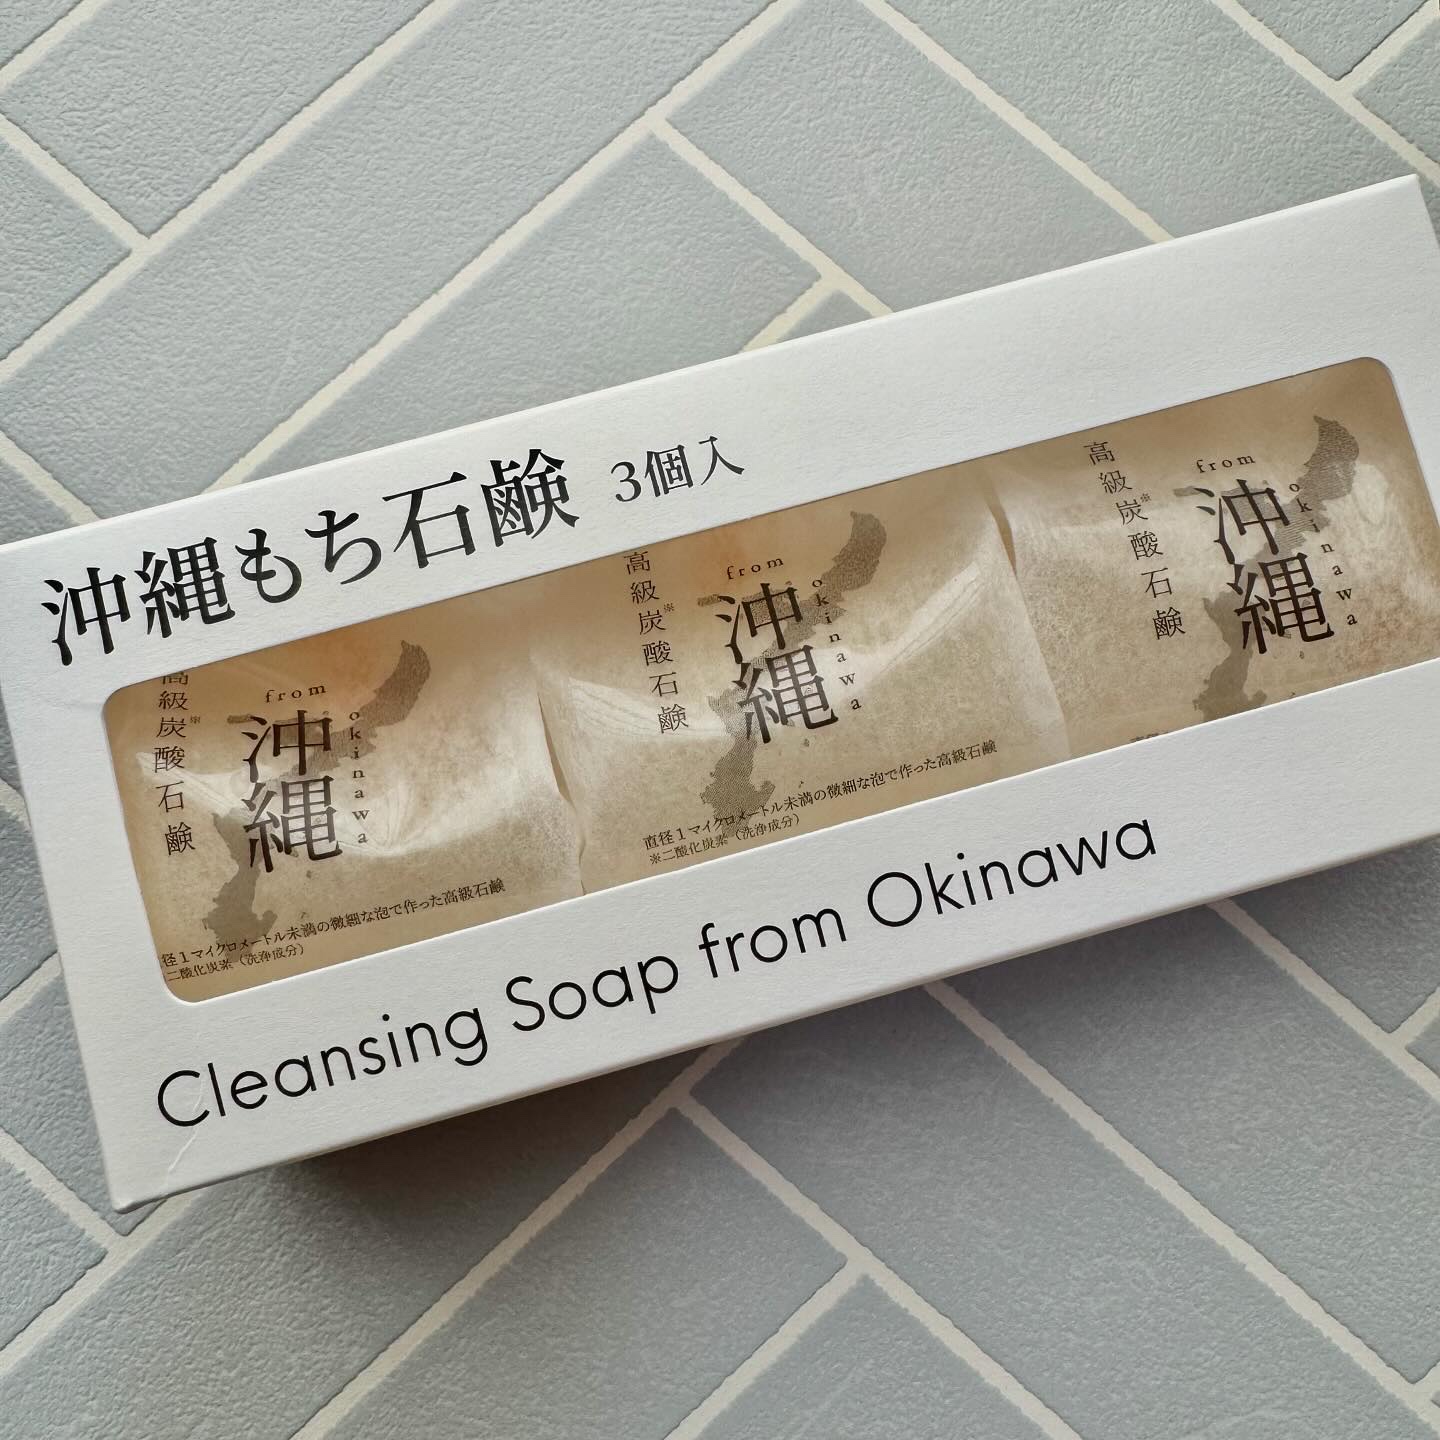 沖縄もち石鹸 3個入
高級炭※酸石鹸
from
沖縄
okinawa
径1マイクロメートル未満の微細な泡で作った高級石鹸
二酸化炭素（洗浄成分）
高級炭※酸石鹸
from
沖縄
okinawa
直径1マイクロメートル未満の微細な泡で作った高級石鹸
※二酸化炭素（洗浄成分）
高級炭※酸石鹸
from
沖縄
okinawa
Cleansing Soap from Okinawa